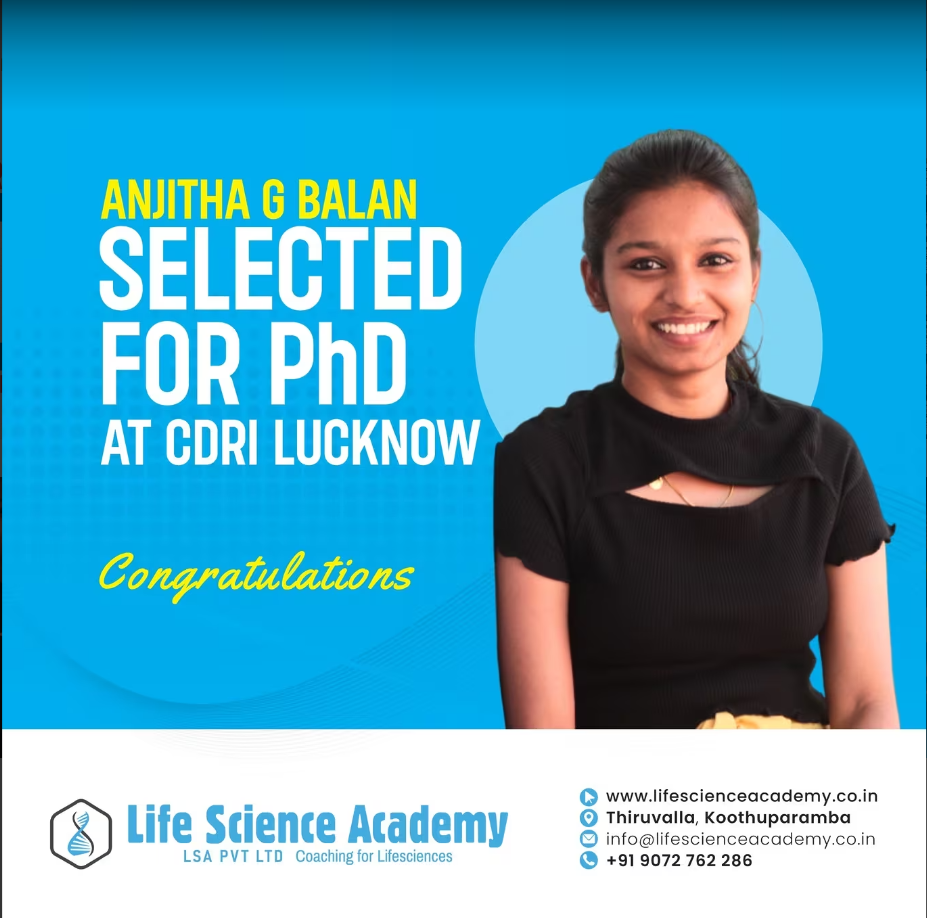 ANJITHA G BALAN
SELECTED
FOR PhD
AT CDRI LUCKNOW
Congratulations
Life Science Academy
LSA PVT LTD Coaching for Lifesciences
www.lifescienceacademy.co.in
Thiruvalla, Koothuparamba
info@lifescienceacademy.co.in
+91 9072 762 286